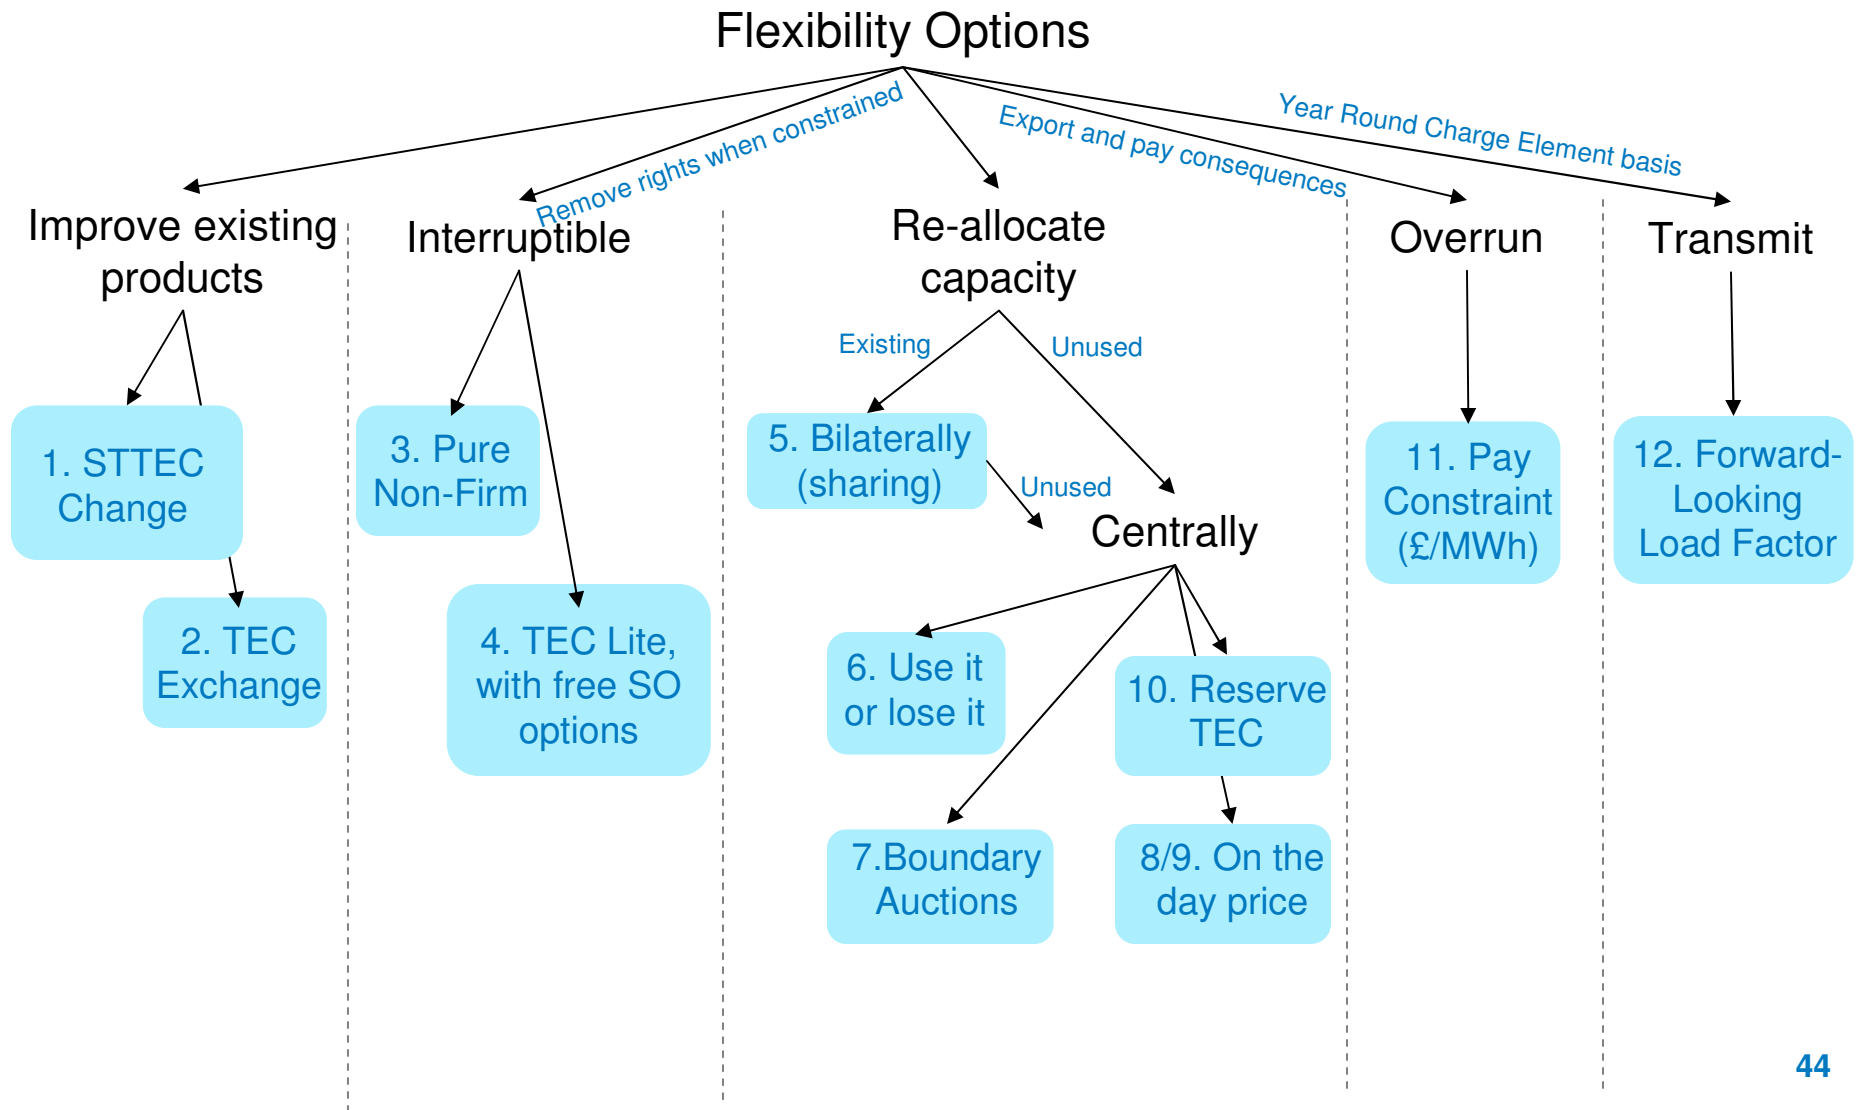 Flexibility Options
Remove rights when constrained
Export and pay consequences
Year Round Charge Element basis
Improve existing
products
Interruptible
Re-allocate
capacity
Overrun
Transmit
Existing
Unused
1. STTEC
Change
2. TEC
Exchange
3. Pure
Non-Firm
4. TEC Lite,
with free SO
options
5. Bilaterally
(sharing)
Unused
Centrally
6. Use it
or lose it
10. Reserve
TEC
7.Boundary
Auctions
8/9. On the
day price
11. Pay
Constraint
(£/MWh)
12. Forward-
Looking
Load Factor
44